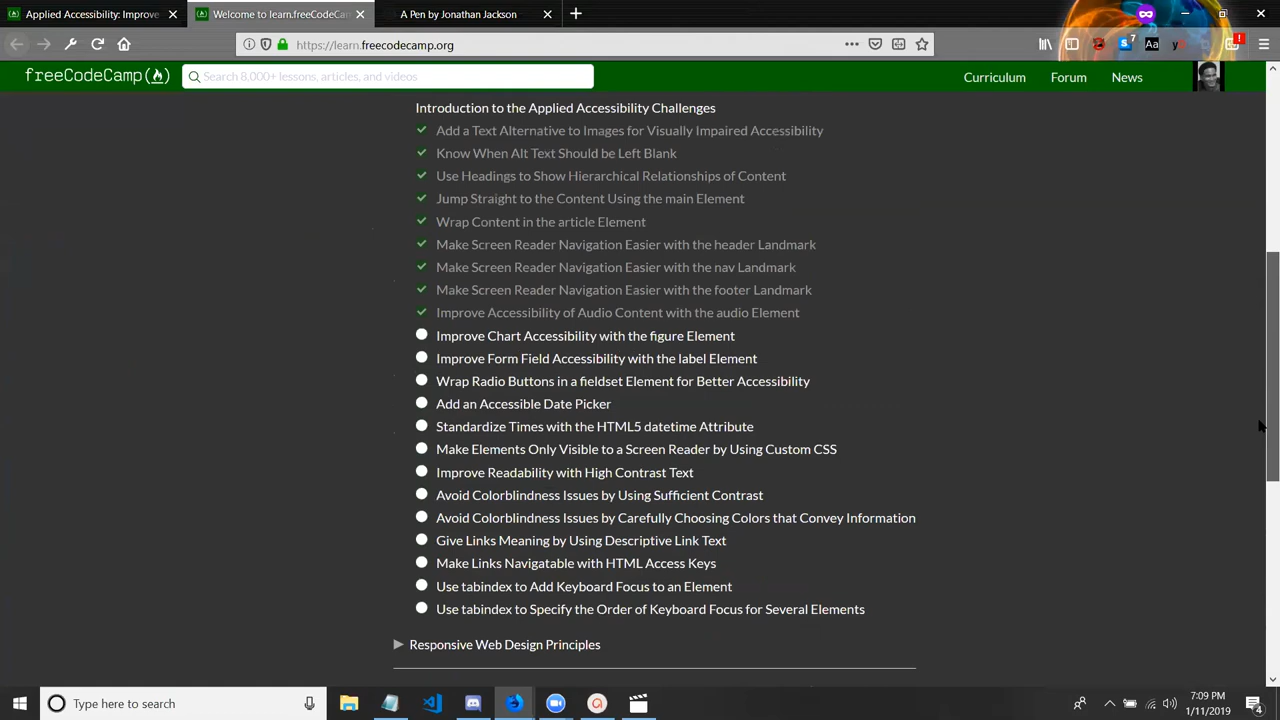 Applied Accessibility: Improve
Welcome to learn.freeCodeCam
A Pen by Jonathan Jackson
https://learn.freecodecamp.org
7
Aa
freeCodeCamp
Search 8,000+ lessons, articles, and videos
Curriculum
Forum
News
Introduction to the Applied Accessibility Challenges
Add a Text Alternative to Images for Visually Impaired Accessibility
Know When Alt Text Should be Left Blank
Use Headings to Show Hierarchical Relationships of Content
Jump Straight to the Content Using the main Element
Wrap Content in the article Element
Make Screen Reader Navigation Easier with the header Landmark
Make Screen Reader Navigation Easier with the nav Landmark
Make Screen Reader Navigation Easier with the footer Landmark
Improve Accessibility of Audio Content with the audio Element
Improve Chart Accessibility with the figure Element
Improve Form Field Accessibility with the label Element
Wrap Radio Buttons in a fieldset Element for Better Accessibility
Add an Accessible Date Picker
Standardize Times with the HTML5 datetime Attribute
Make Elements Only Visible to a Screen Reader by Using Custom CSS
Improve Readability with High Contrast Text
Avoid Colorblindness Issues by Using Sufficient Contrast
Avoid Colorblindness Issues by Carefully Choosing Colors that Convey Information
Give Links Meaning by Using Descriptive Link Text
Make Links Navigatable with HTML Access Keys
Use tabindex to Add Keyboard Focus to an Element
Use tabindex to Specify the Order of Keyboard Focus for Several Elements
Responsive Web Design Principles
Type here to search
7:09 PM
1/11/2019
4